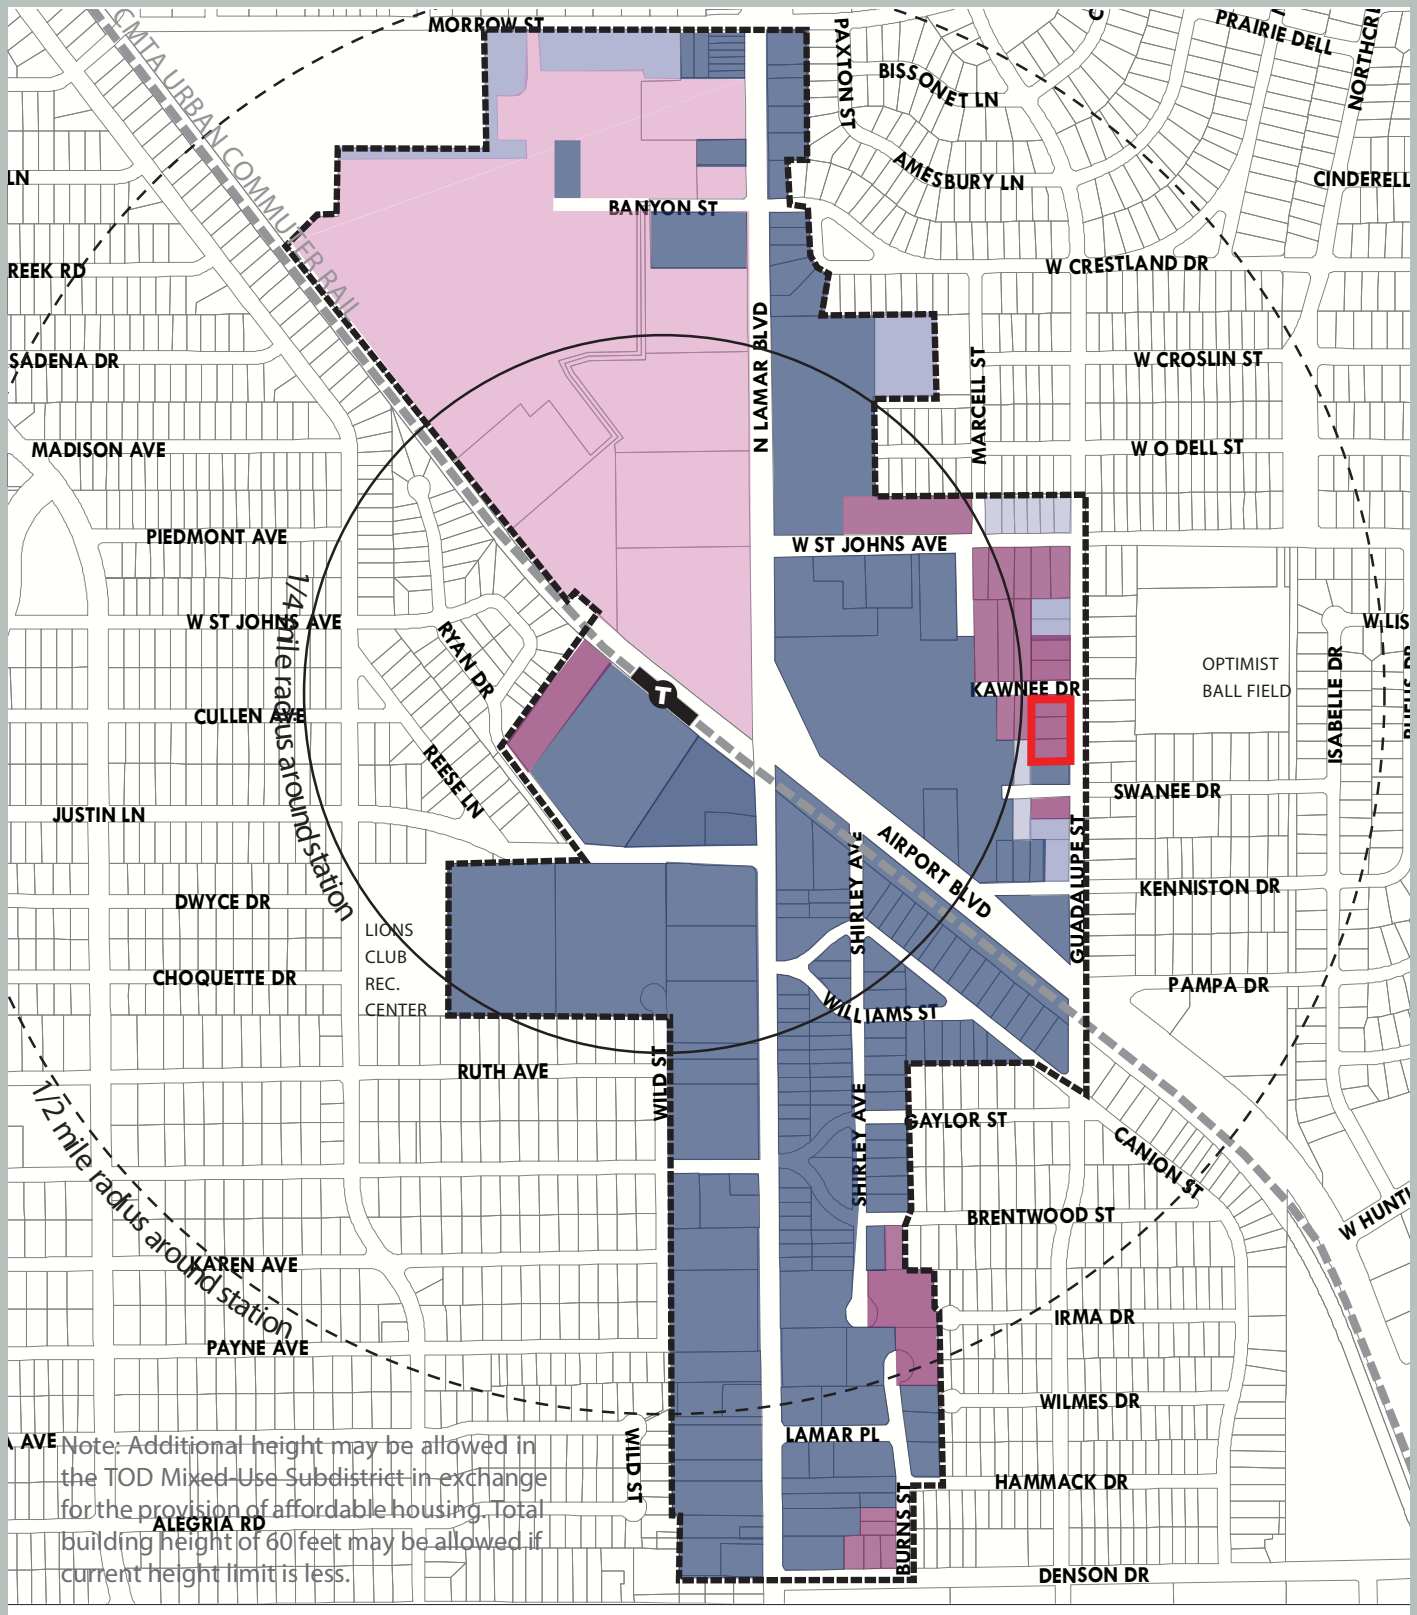 MORROW ST
PAXTON ST
BISSONET LN
PRAIRIE DELL
NORTHCRI
C
CMTA URBAN COMMUTER RAIL
AMESBURY LN
LN
CINDERELL
BANYON ST
REEK RD
W CRESTLAND DR
SADENA DR
N LAMAR BLVD
MARCELL ST
W CROSLIN ST
MADISON AVE
W O DELL ST
PIEDMONT AVE
W ST JOHNS AVE
W ST JOHNS AVE
1/4 mile radius around station
RYAN DR
W LIS
OPTIMIST
BALL FIELD
ISABELLE DR
RUFUS DR
T
KAWNEE DR
CULLEN AVE
REESE LN
SWANEE DR
JUSTIN LN
AIRPORT BLVD
SHIRLEY AVE
GUADALUPE ST
KENNISTON DR
DWYCE DR
LIONS
CLUB
REC.
CENTER
CHOQUETTE DR
PAMPA DR
WILLIAMS ST
RUTH AVE
WILD ST
SHIRLEY AVE
GAYLOR ST
CANION ST
1/2 mile radius around station
BRENTWOOD ST
W HUNTL
KAREN AVE
IRMA DR
PAYNE AVE
WILMES DR
LAMAR PL
AVE
WILD ST
HAMMACK DR
BURNS ST
ALEGRIA RD
DENSON DR
Note: Additional height may be allowed in
the TOD Mixed-Use Subdistrict in exchange
for the provision of affordable housing. Total
building height of 60 feet may be allowed if
current height limit is less.